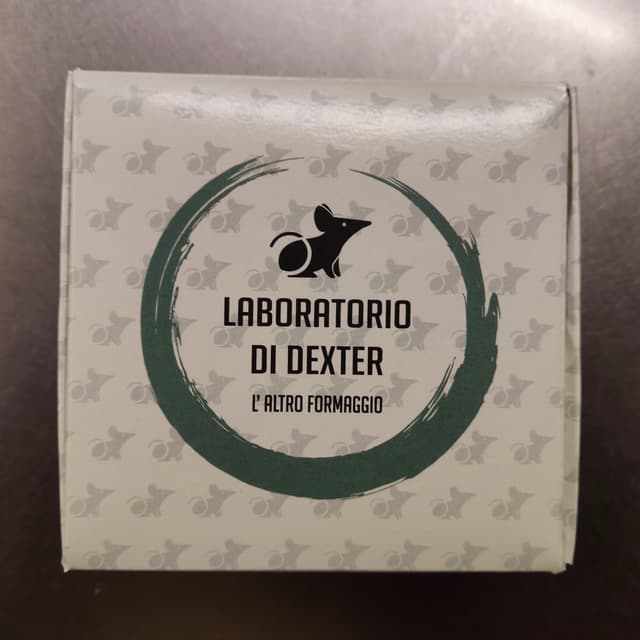 LABORATORIO
DI DEXTER
L' ALTRO FORMAGGIO